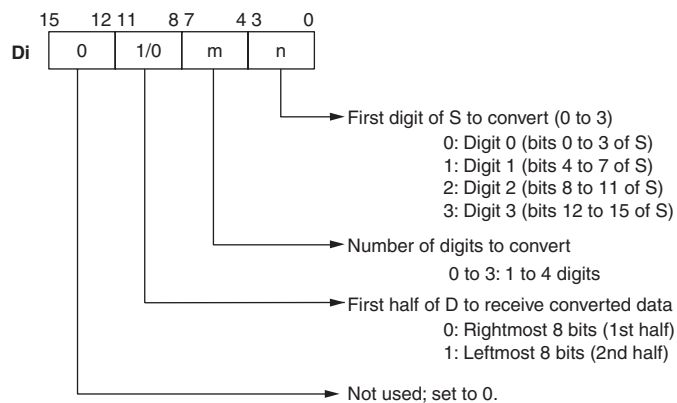 15 12 11 8 7 4 3 0
Di 0 1/0 m n
First digit of S to convert (0 to 3)
0: Digit 0 (bits 0 to 3 of S)
1: Digit 1 (bits 4 to 7 of S)
2: Digit 2 (bits 8 to 11 of S)
3: Digit 3 (bits 12 to 15 of S)
Number of digits to convert
0 to 3: 1 to 4 digits
First half of D to receive converted data
0: Rightmost 8 bits (1st half)
1: Leftmost 8 bits (2nd half)
Not used; set to 0.